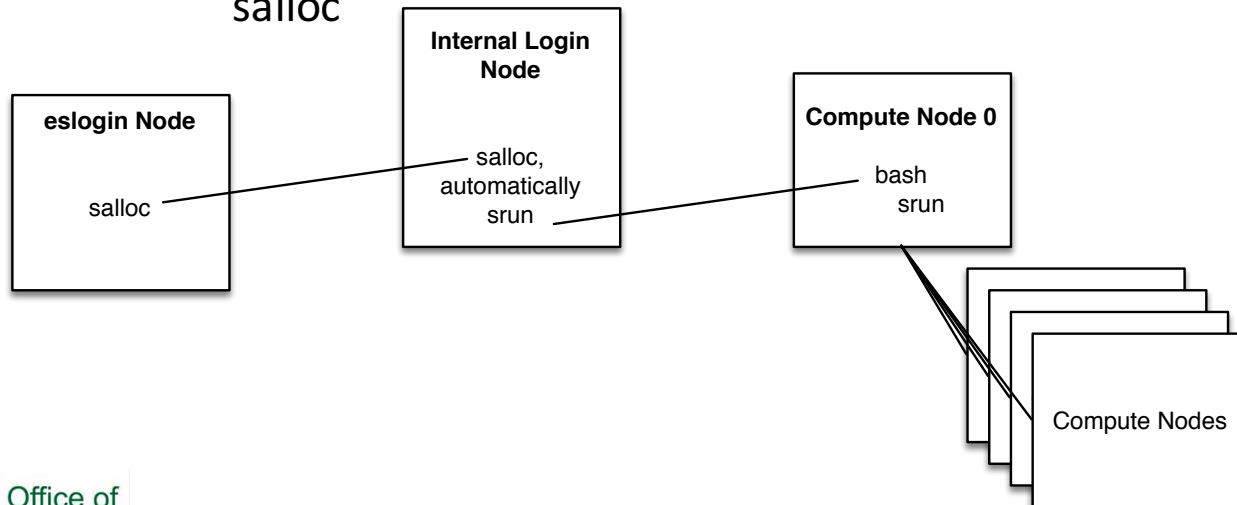 salloc
Internal Login
Node
eslogin Node
Compute Node 0
salloc,
automatically
srun
bash
srun
salloc
Compute Nodes
Office of